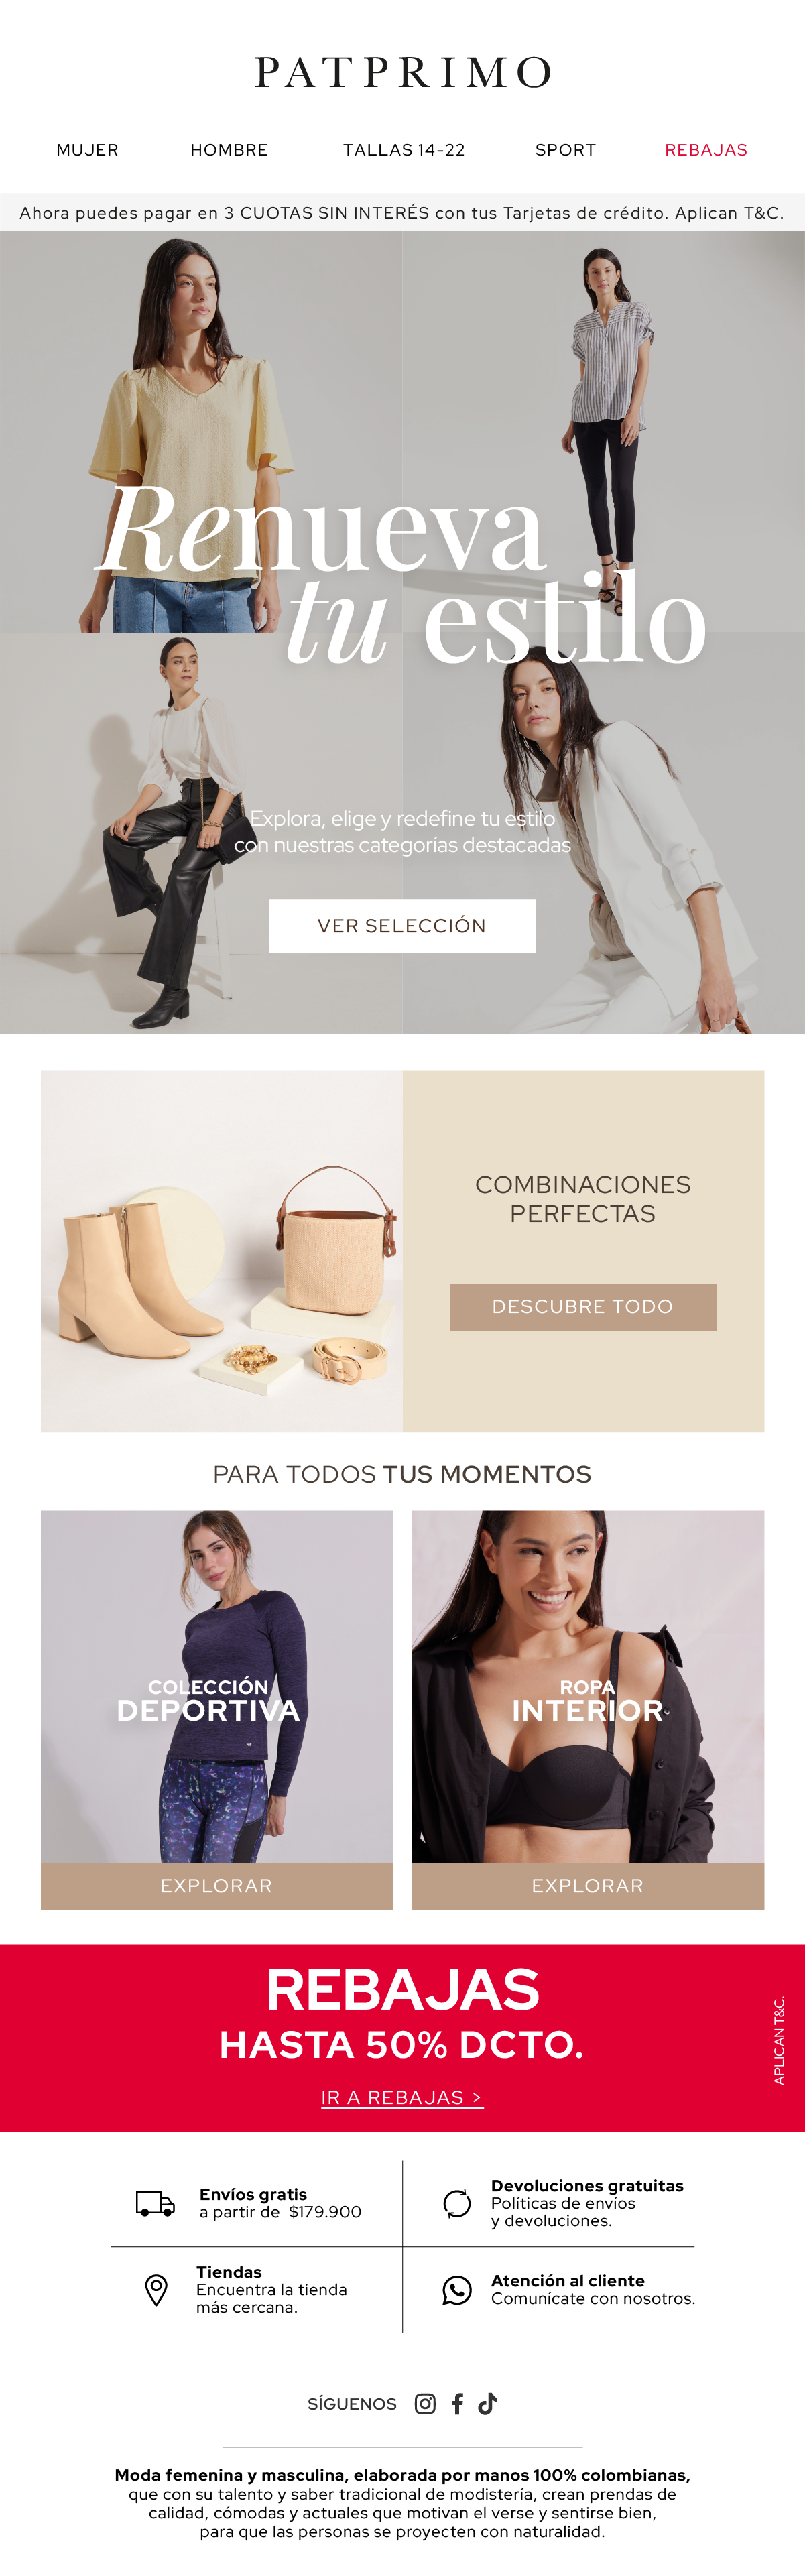 PATPRIMO
MUJER HOMBRE TALLAS 14-22 SPORT REBAJAS
Ahora puedes pagar en 3 CUOTAS SIN INTERÉS con tus Tarjetas de crédito. Aplican T&C.
Renueva
tu estilo
Explora, elige y redefine tu estilo
con nuestras categorías destacadas
VER SELECCIÓN
COMBINACIONES
PERFECTAS
DESCUBRE TODO
PARA TODOS TUS MOMENTOS
COLECCIÓN
DEPORTIVA
EXPLORAR
ROPA
INTERIOR
EXPLORAR
REBAJAS
HASTA 50% DCTO.
IR A REBAJAS >
APLICAN T&C.
Envíos gratis
a partir de $179.900
Devoluciones gratuitas
Políticas de envíos
y devoluciones.
Tiendas
Encuentra la tienda
más cercana.
Atención al cliente
Comunícate con nosotros.
SÍGUENOS
Moda femenina y masculina, elaborada por manos 100% colombianas,
que con su talento y saber tradicional de modistería, crean prendas de
calidad, cómodas y actuales que motivan el verse y sentirse bien,
para que las personas se proyecten con naturalidad.